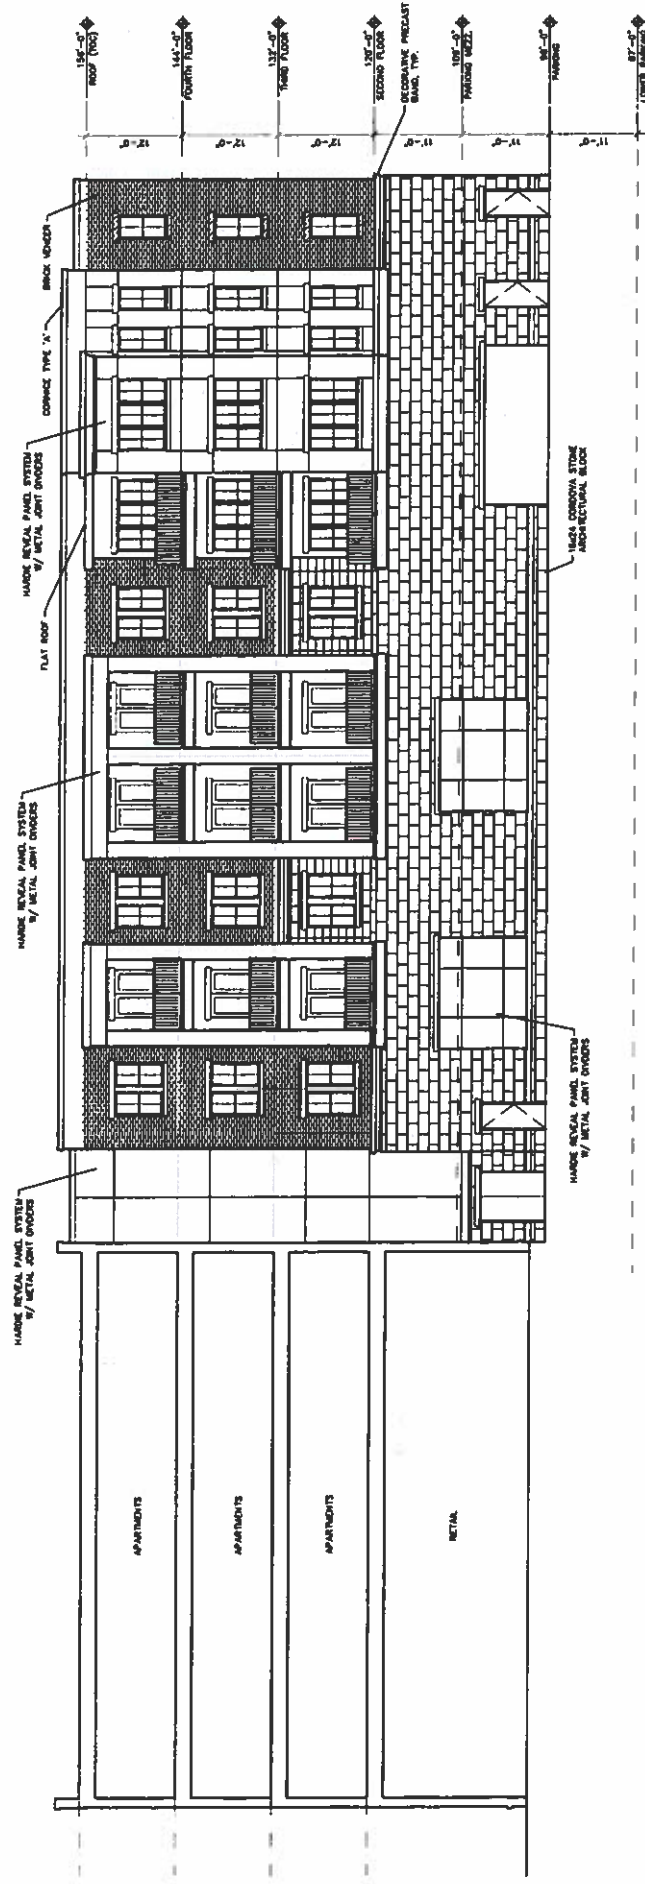 156'-0"
ROOF (TOC)
144'-0"
FOURTH FLOOR
132'-0"
THIRD FLOOR
120'-0"
SECOND FLOOR
DECORATIVE PRECAST
BAND, TYP.
109'-0"
PARKING MEZZ.
98'-0"
PARKING
87'-0"
LOWER PARKING
12'-0"
12'-0"
12'-0"
11'-0"
11'-0"
11'-0"
BRICK VENEER
CORNICE TYPE 'A'
HARDIE REVEAL PANEL SYSTEM
W/ METAL JOINT DIVIDERS
FLAT ROOF
HARDIE REVEAL PANEL SYSTEM
W/ METAL JOINT DIVIDERS
HARDIE REVEAL PANEL SYSTEM
W/ METAL JOINT DIVIDERS
16x24 CORDOVA STONE
ARCHITECTURAL BLOCK
HARDIE REVEAL PANEL SYSTEM
W/ METAL JOINT DIVIDERS
APARTMENTS
APARTMENTS
APARTMENTS
RETAIL